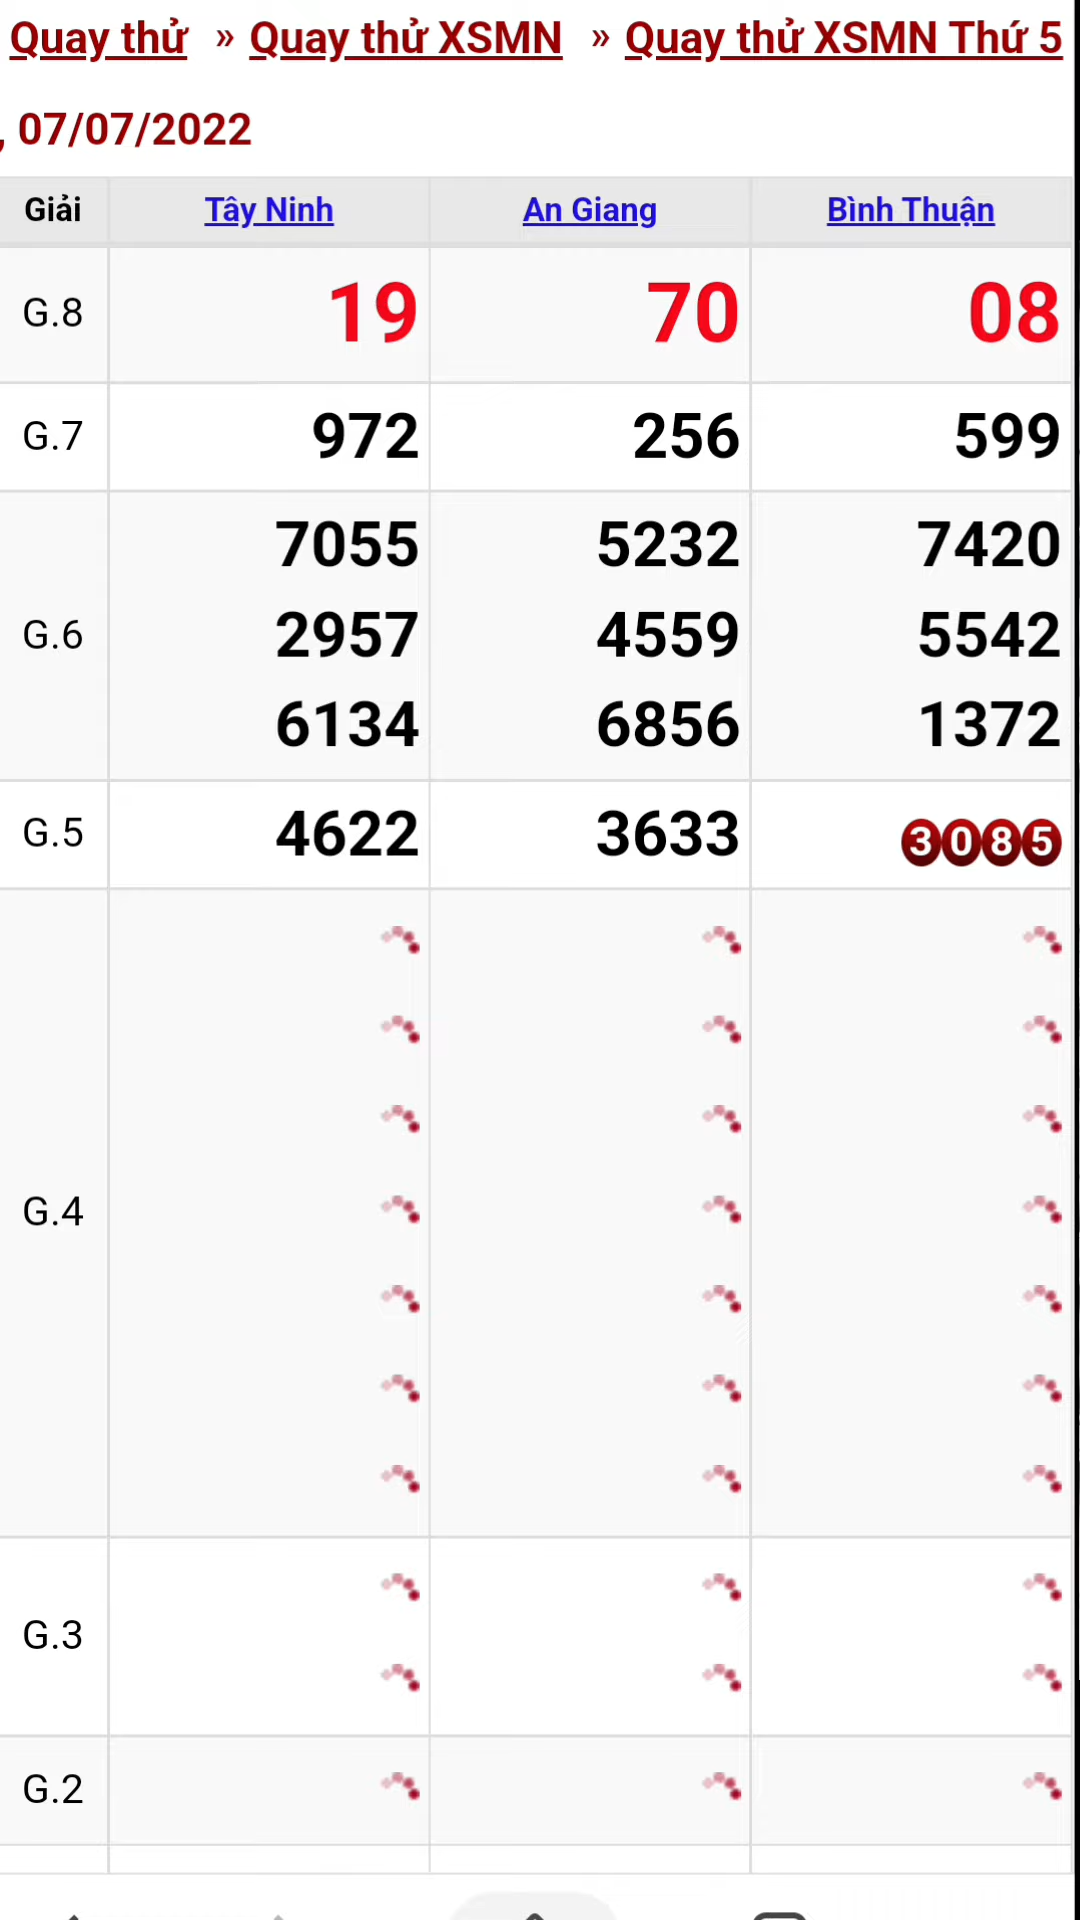 Quay thử » Quay thử XSMN » Quay thử XSMN Thứ 5
, 07/07/2022
Giải Tây Ninh An Giang Bình Thuận
G.8 19 70 08
G.7 972 256 599
7055 5232 7420
G.6 2957 4559 5542
6134 6856 1372
G.5 4622 3633 3085
G.4
G.3
G.2